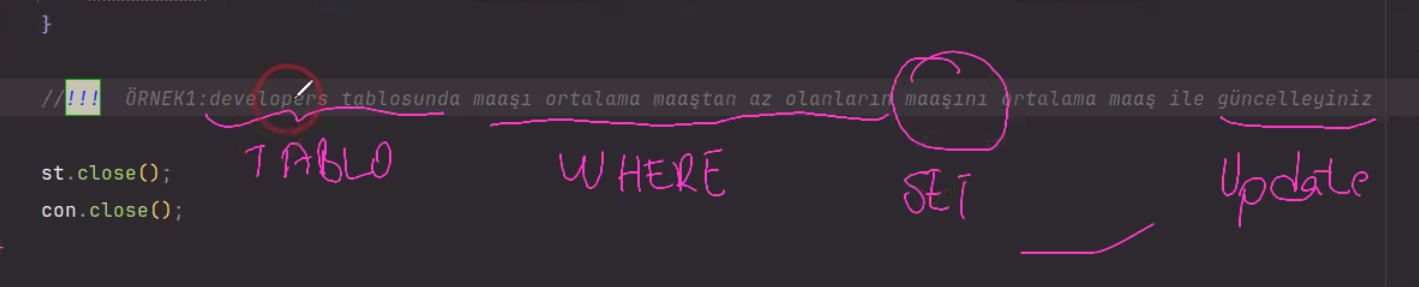 }
//!!! ÖRNEK1:developers tablosunda maaşı ortalama maaştan az olanların maaşını ortalama maaş ile güncelleyiniz
TABLO WHERE SET Update
st.close();
con.close();